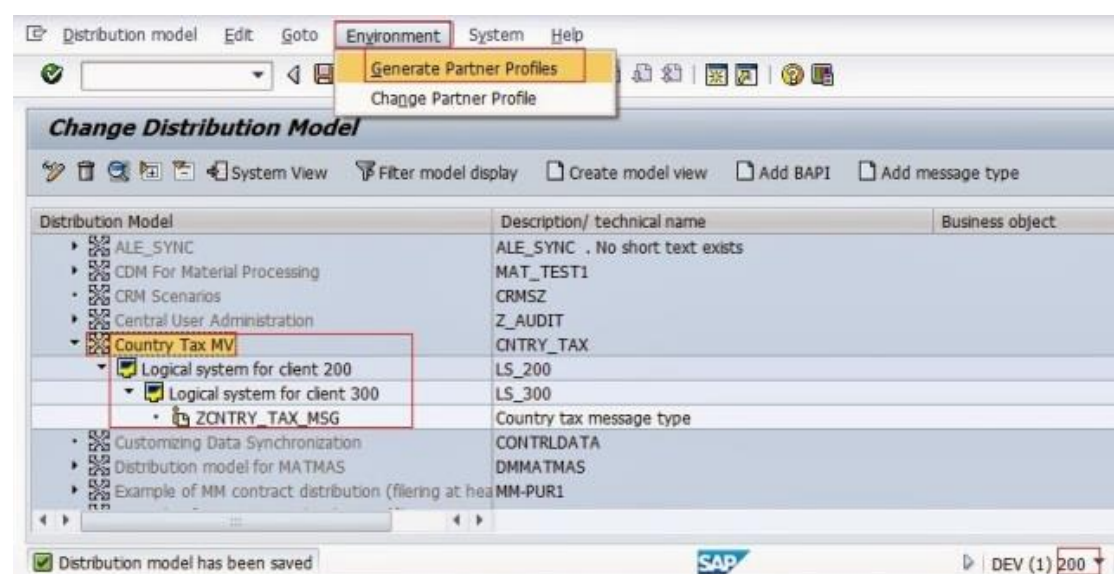 Distribution model Edit Goto Environment System Help
Generate Partner Profiles
Change Partner Profile
Change Distribution Model
System View Filter model display Create model view Add BAPI Add message type
Distribution Model Description/ technical name Business object
ALE_SYNC ALE_SYNC . No short text exists
CDM For Material Processing MAT_TEST1
CRM Scenarios CRMSZ
Central User Administration Z_AUDIT
Country Tax MV CNTRY_TAX
Logical system for client 200 LS_200
Logical system for client 300 LS_300
ZCNTRY_TAX_MSG Country tax message type
Customizing Data Synchronization CONTRLDATA
Distribution model for MATMAS DMMATMAS
Example of MM contract distribution (filering at hea MM-PUR1
Distribution model has been saved SAP DEV (1) 200